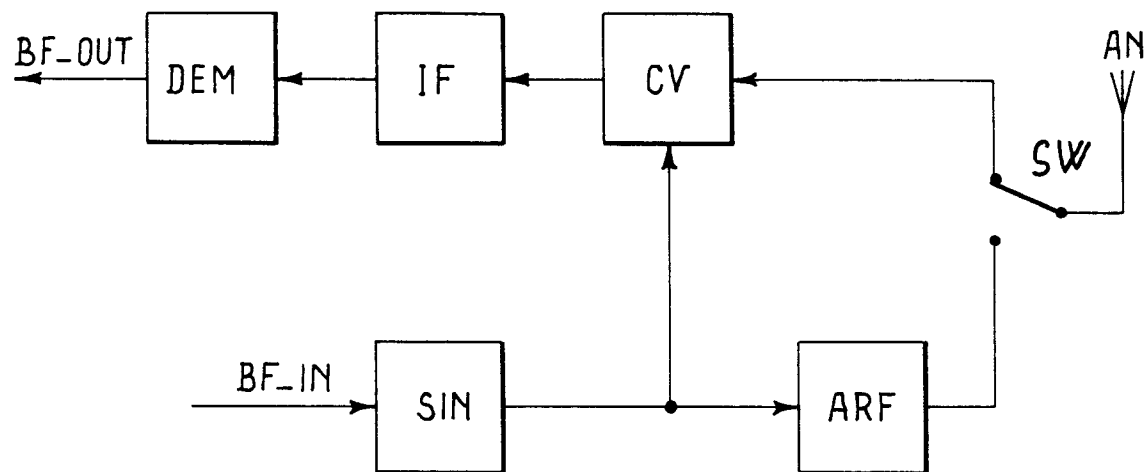 BF_OUT
DEM
IF
CV
AN
SW
BF_IN
SIN
ARF